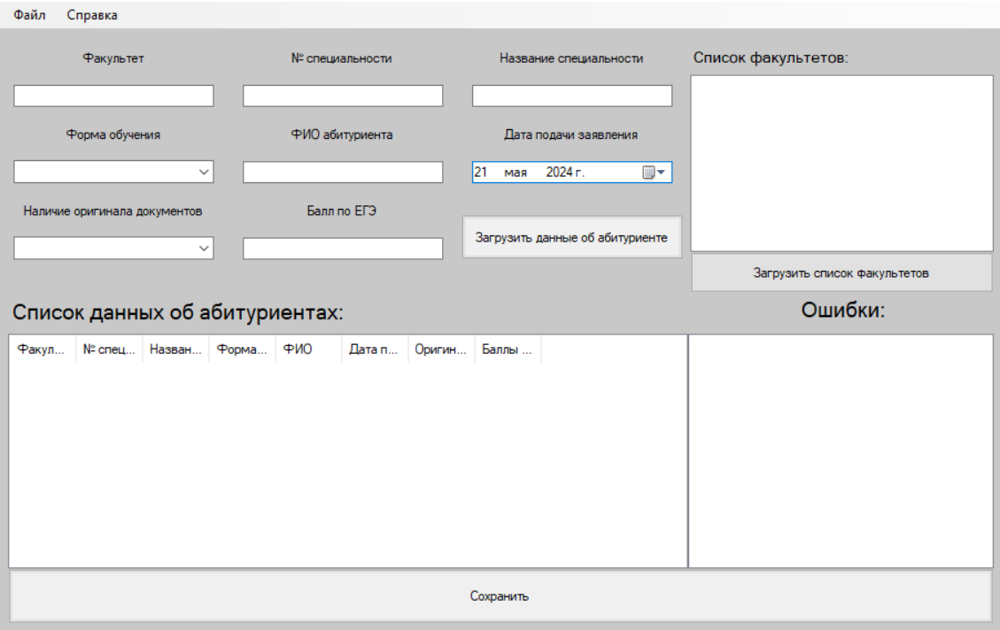 Файл Справка
Факультет № специальности Название специальности Список факультетов:
Форма обучения ФИО абитуриента Дата подачи заявления
21 мая 2024 г.
Наличие оригинала документов Балл по ЕГЭ
Загрузить данные об абитуриенте
Загрузить список факультетов
Список данных об абитуриентах: Ошибки:
Факул... № спец... Назван... Форма... ФИО Дата п... Оригин... Баллы ...
Сохранить